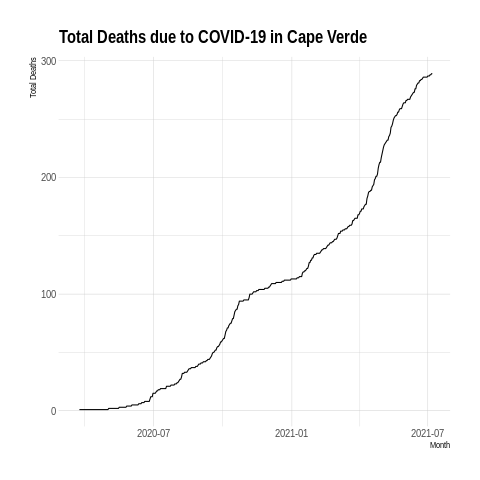 Total Deaths due to COVID-19 in Cape Verde
Total Deaths
300
200
100
0
2020-07
2021-01
2021-07
Month